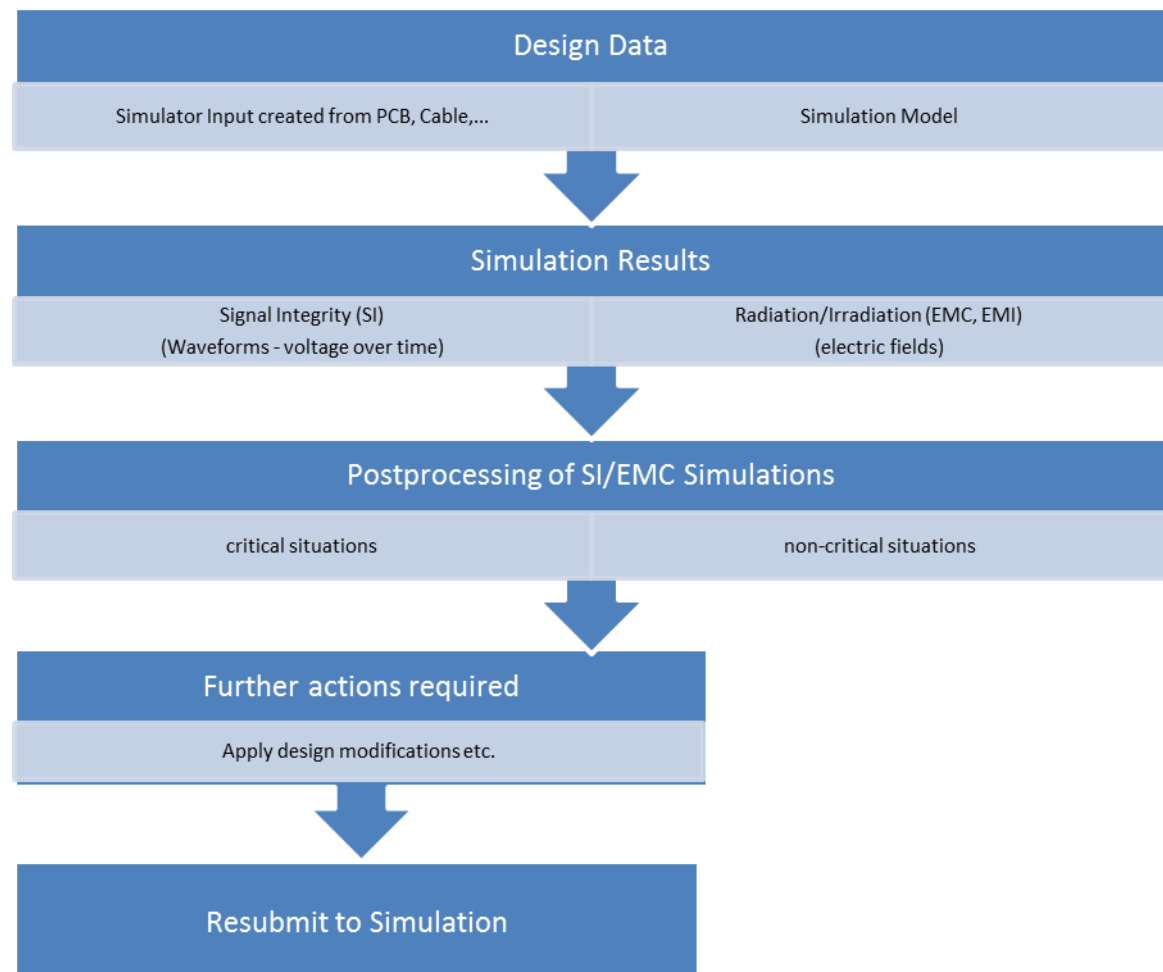 Design Data
Simulator Input created from PCB, Cable,...
Simulation Model
Simulation Results
Signal Integrity (SI)
(Waveforms - voltage over time)
Radiation/Irradiation (EMC, EMI)
(electric fields)
Postprocessing of SI/EMC Simulations
critical situations
non-critical situations
Further actions required
Apply design modifications etc.
Resubmit to Simulation